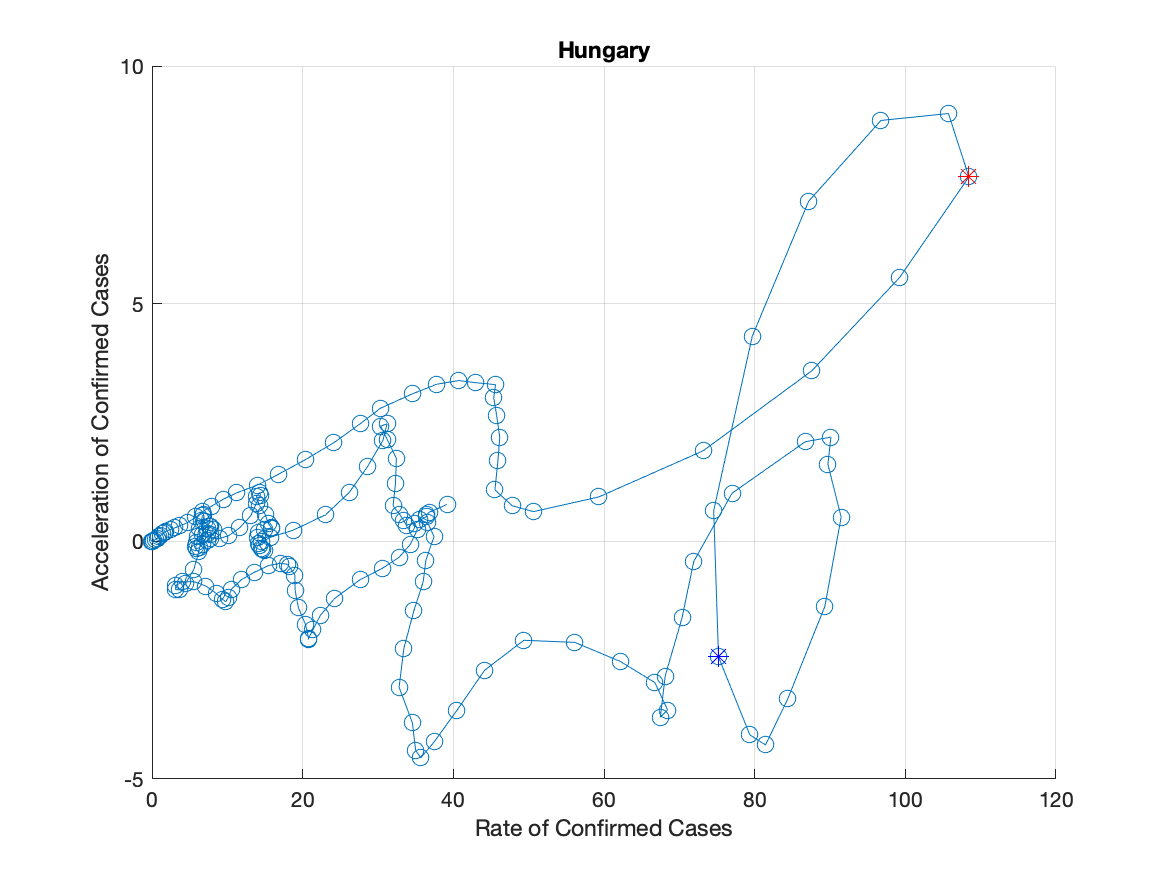 Hungary
10
5
0
-5
Acceleration of Confirmed Cases
0 20 40 60 80 100 120
Rate of Confirmed Cases